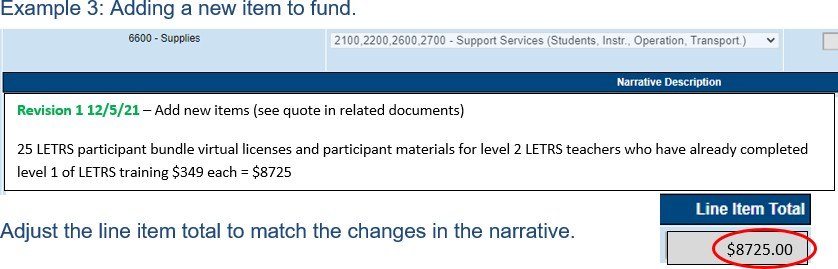 Example 3: Adding a new item to fund.
6600 - Supplies
2100,2200,2600,2700 - Support Services (Students, Instr., Operation, Transport.)
Narrative Description
Revision 1 12/5/21 – Add new items (see quote in related documents)
25 LETRS participant bundle virtual licenses and participant materials for level 2 LETRS teachers who have already completed
level 1 of LETRS training $349 each = $8725
Line Item Total
Adjust the line item total to match the changes in the narrative.
$8725.00